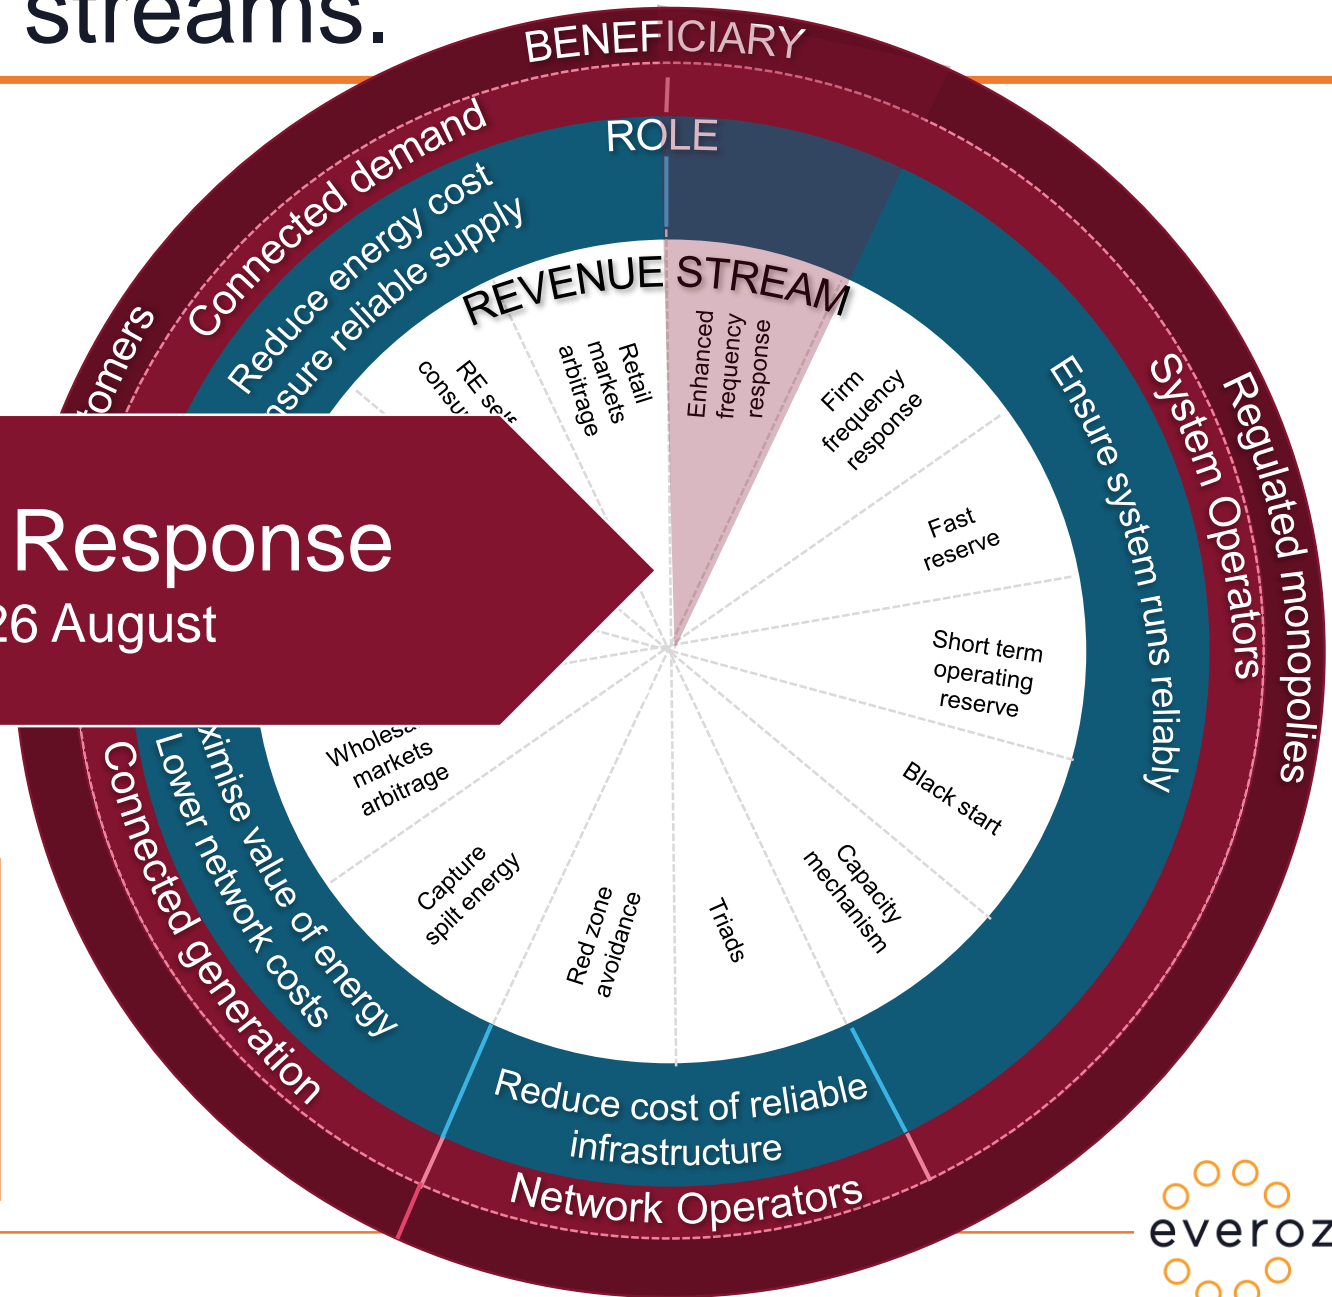 streams.
BENEFICIARY
ROLE
REVENUE STREAM
Connected demand
Reduce energy cost
reliable supply
Retail
markets
arbitrage
RE
Enhanced
frequency
response
Firm
frequency
response
Fast
reserve
Short term
operating
reserve
Black start
Capacity
mechanism
Triads
Red zone
avoidance
Capture
spilt energy
markets
arbitrage
Ensure system runs reliably
System Operators
Regulated monopolies
Response
26 August
value of energy
Lower network costs
Connected generation
Reduce cost of reliable
infrastructure
Network Operators
everoz